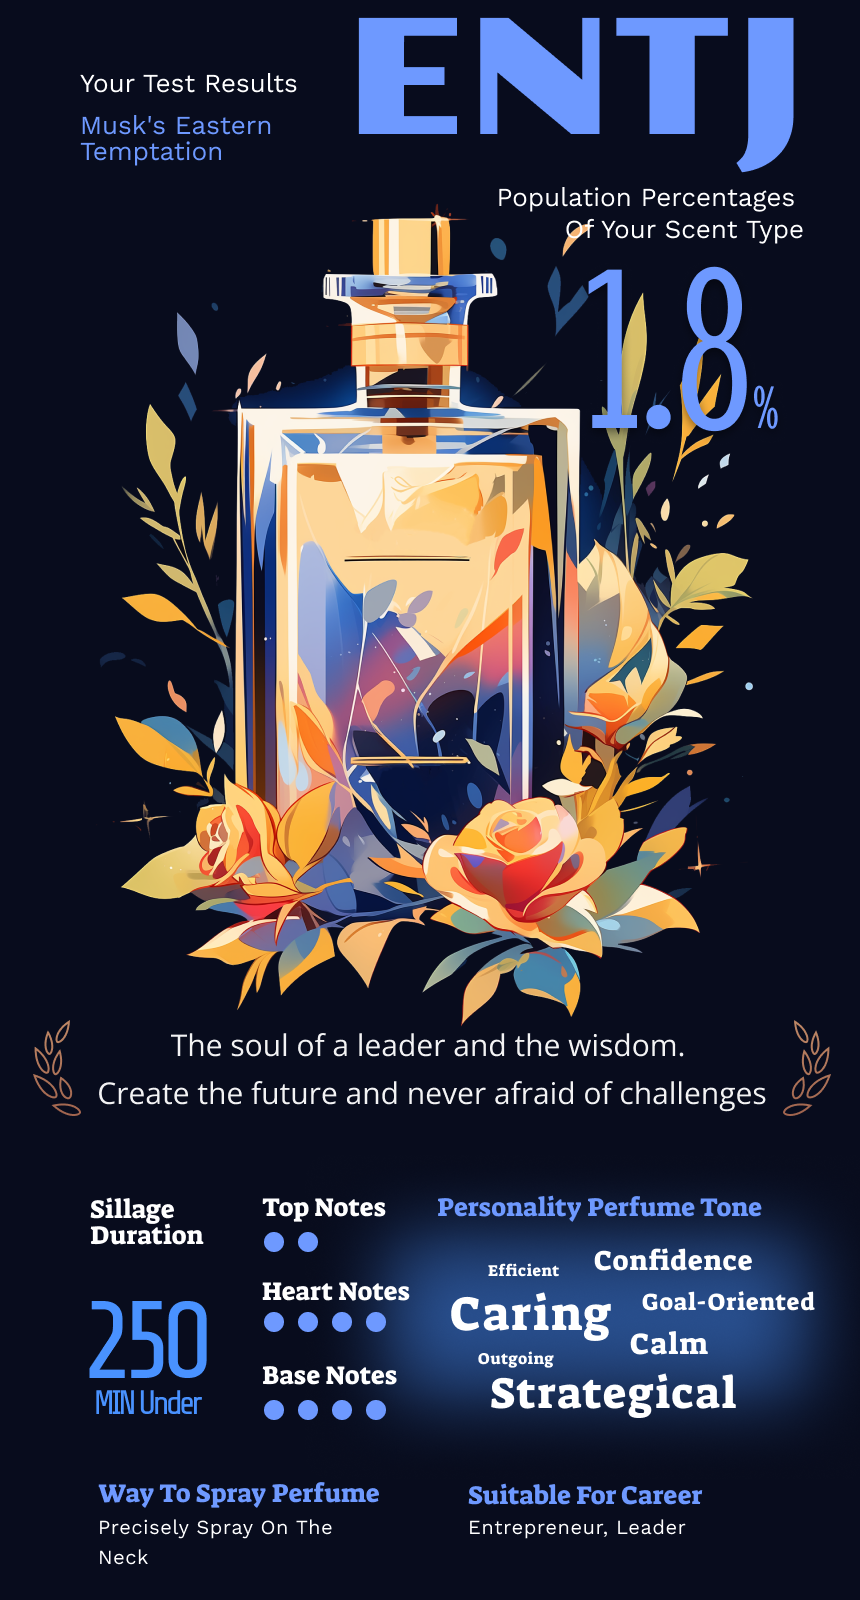 ENTJ
Your Test Results
Musk's Eastern
Temptation
Population Percentages
Of Your Scent Type
1.8%
The soul of a leader and the wisdom.
Create the future and never afraid of challenges
Sillage
Duration
250
MIN Under
Top Notes
Heart Notes
Base Notes
Personality Perfume Tone
Efficient
Confidence
Caring
Goal-Oriented
Calm
Outgoing
Strategical
Way To Spray Perfume
Precisely Spray On The
Neck
Suitable For Career
Entrepreneur, Leader